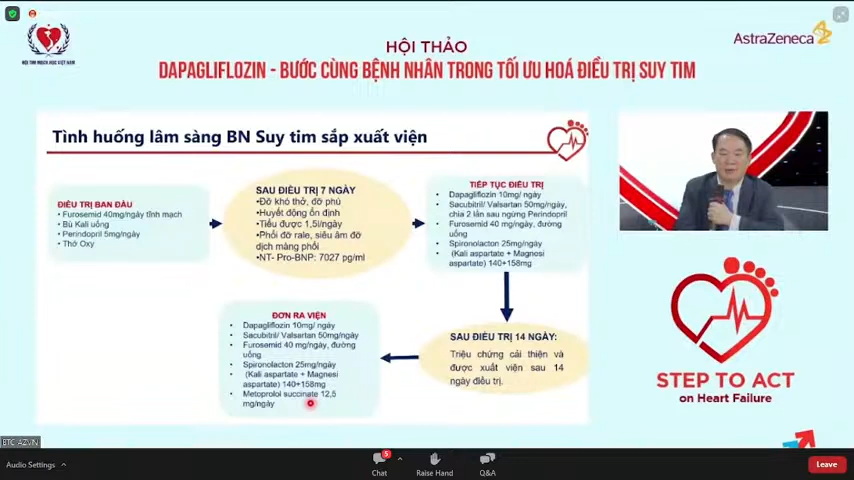 HỘI TIM MẠCH HỌC VIỆT NAM
HỘI THẢO
AstraZeneca
DAPAGLIFLOZIN - BƯỚC CÙNG BỆNH NHÂN TRONG TỐI ƯU HOÁ ĐIỀU TRỊ SUY TIM
Tình huống lâm sàng BN Suy tim sắp xuất viện
ĐIỀU TRỊ BAN ĐẦU
• Furosemid 40mg/ngày tĩnh mạch
• Bù Kali uống
• Perindopril 5mg/ngày
• Thở Oxy
SAU ĐIỀU TRỊ 7 NGÀY
•Đỡ khó thở, đỡ phù
•Huyết động ổn định
•Tiểu được 1,5l/ngày
•Phổi đỡ rale, siêu âm đỡ
dịch màng phổi
•NT- Pro-BNP: 7027 pg/ml
TIẾP TỤC ĐIỀU TRỊ
• Dapagliflozin 10mg/ ngày
• Sacubitril/ Valsartan 50mg/ngày,
chia 2 lần sau ngừng Perindopril
• Furosemid 40 mg/ngày, đường
uống
• Spironolacton 25mg/ngày
• (Kali aspartate + Magnesi
aspartate) 140+158mg
SAU ĐIỀU TRỊ 14 NGÀY:
Triệu chứng cải thiện và
được xuất viện sau 14
ngày điều trị.
ĐƠN RA VIỆN
• Dapagliflozin 10mg/ ngày
• Sacubitril/ Valsartan 50mg/ngày
• Furosemid 40 mg/ngày, đường
uống
• Spironolacton 25mg/ngày
• (Kali aspartate + Magnesi
aspartate) 140+158mg
• Metoprolol succinate 12,5
mg/ngày
STEP TO ACT
on Heart Failure
BTC_AZVN
Audio Settings
5
Chat
Raise Hand
Q&A
Leave